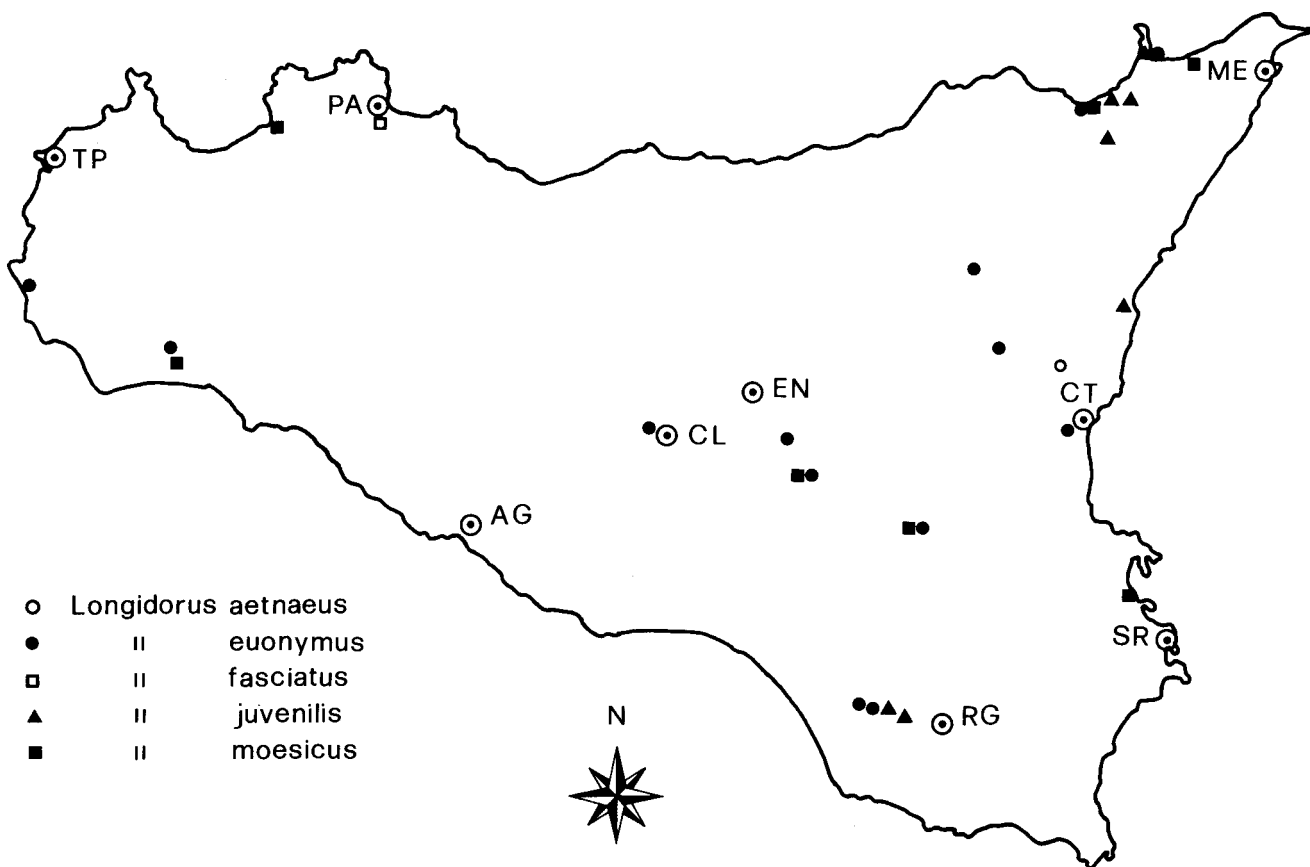 ME
PA
TP
EN
CT
CL
AG
Longidorus aetnaeus
" euonymus
" fasciatus
" juvenilis
" moesicus
SR
RG
N